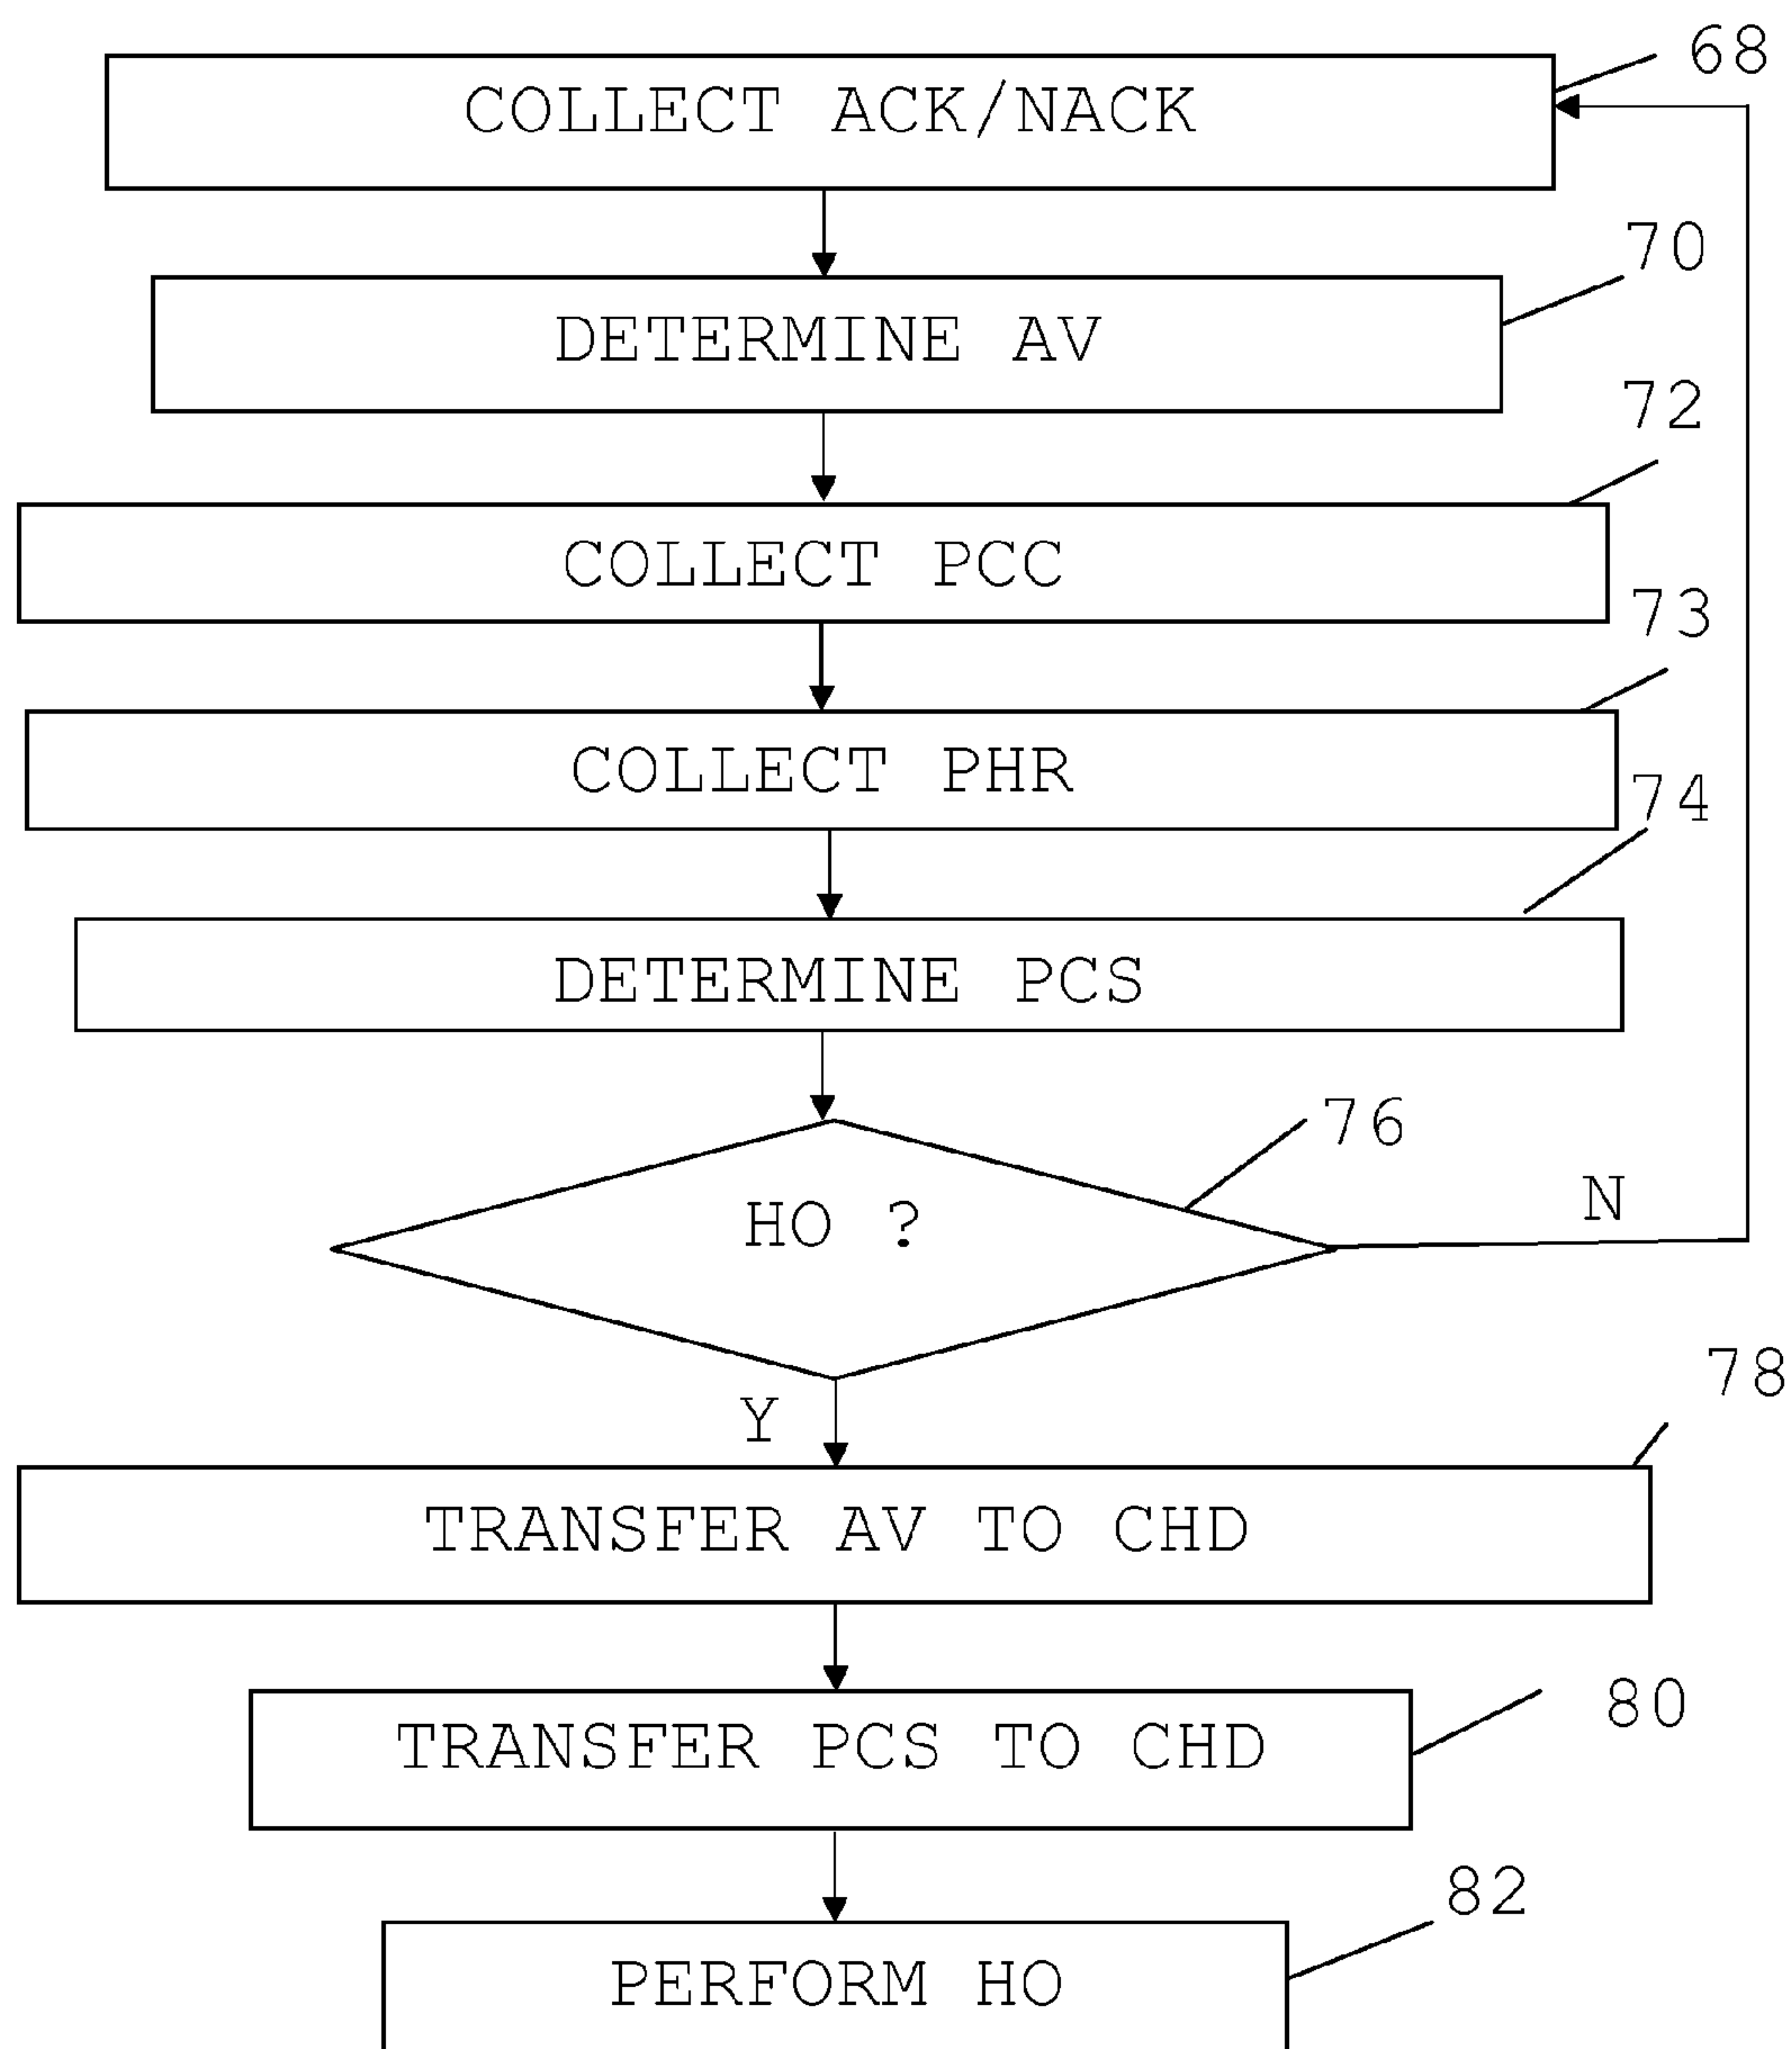 68
COLLECT ACK/NACK
70
DETERMINE AV
72
COLLECT PCC
73
COLLECT PHR
74
DETERMINE PCS
76
HO ?
N
78
Y
TRANSFER AV TO CHD
80
TRANSFER PCS TO CHD
82
PERFORM HO